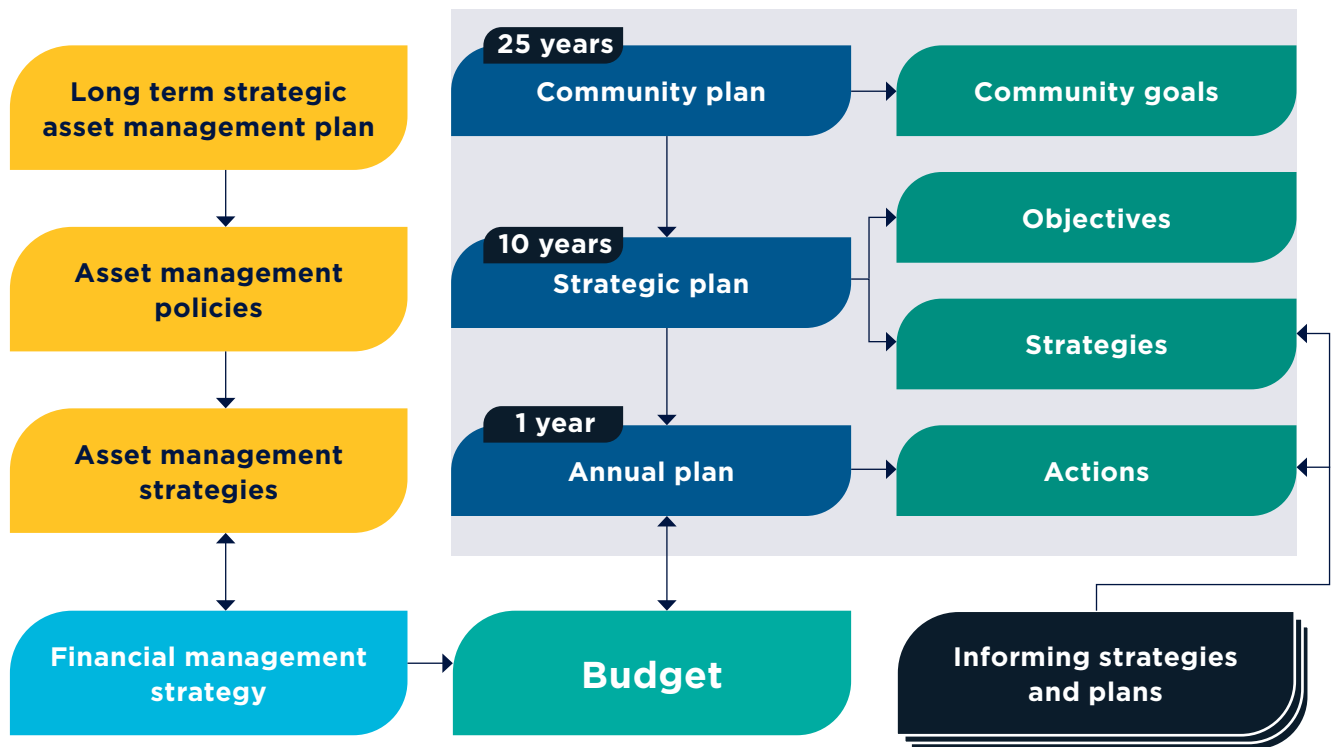 Long term strategic
asset management plan
Asset management
policies
Asset management
strategies
Financial management
strategy
25 years
Community plan
Community goals
10 years
Strategic plan
Objectives
Strategies
1 year
Annual plan
Actions
Budget
Informing strategies
and plans